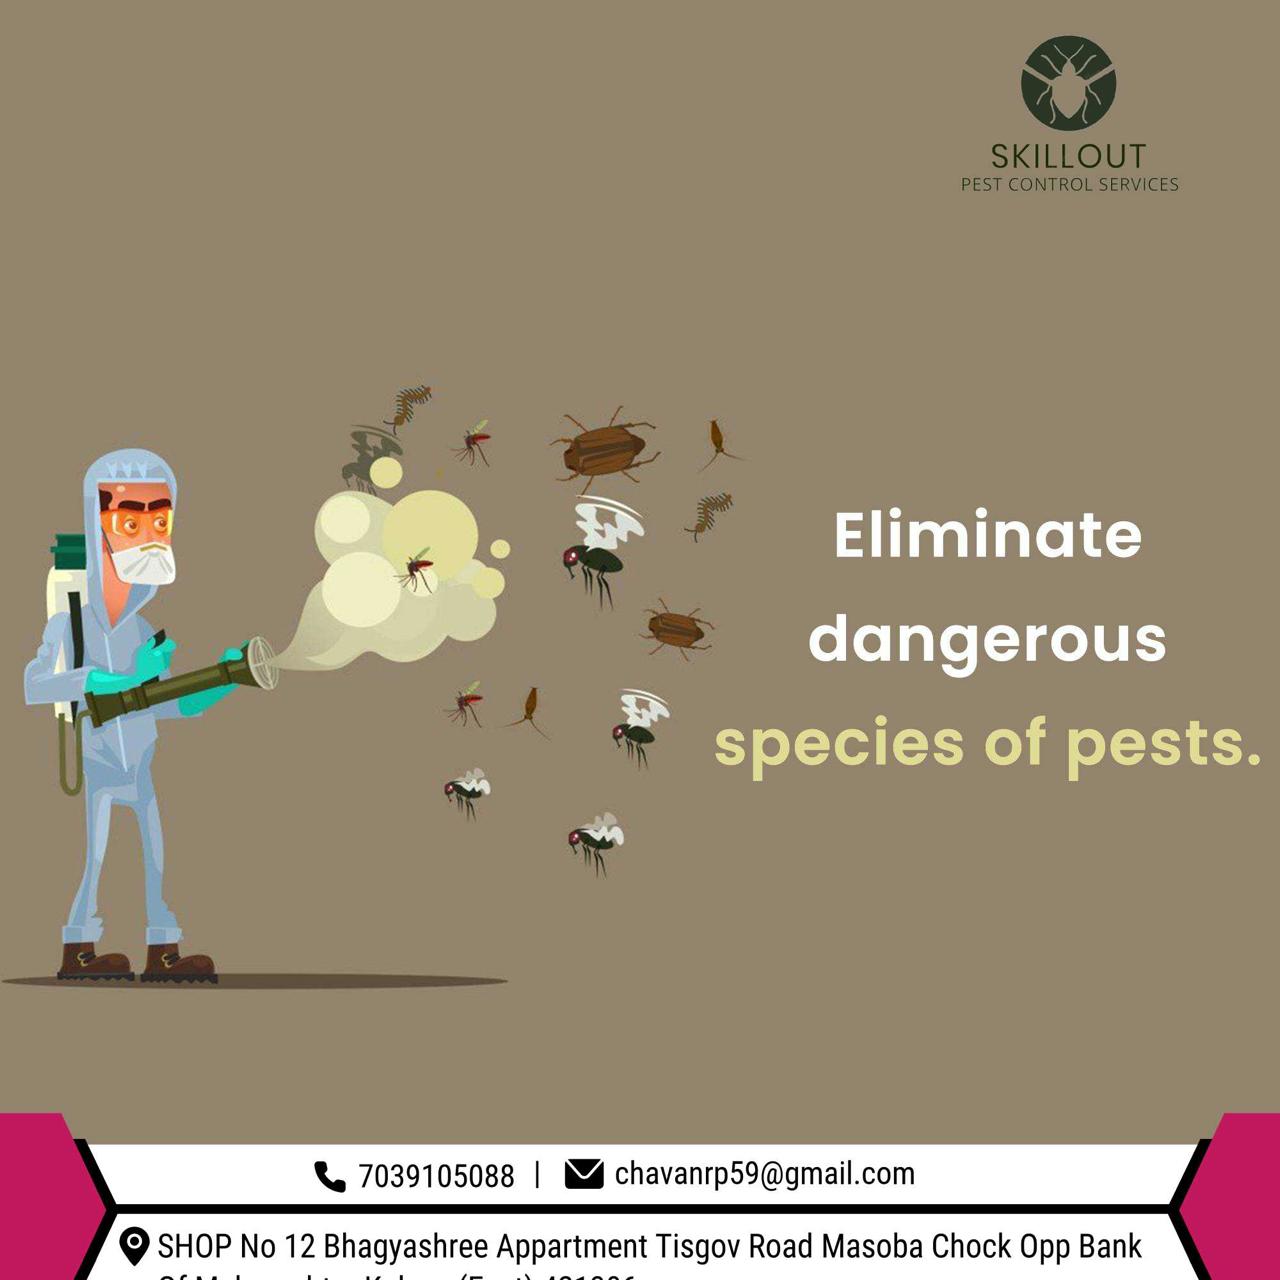 SKILLOUT
PEST CONTROL SERVICES
Eliminate
dangerous
species of pests.
7039105088 | chavanrp59@gmail.com
SHOP No 12 Bhagyashree Appartment Tisgov Road Masoba Chock Opp Bank